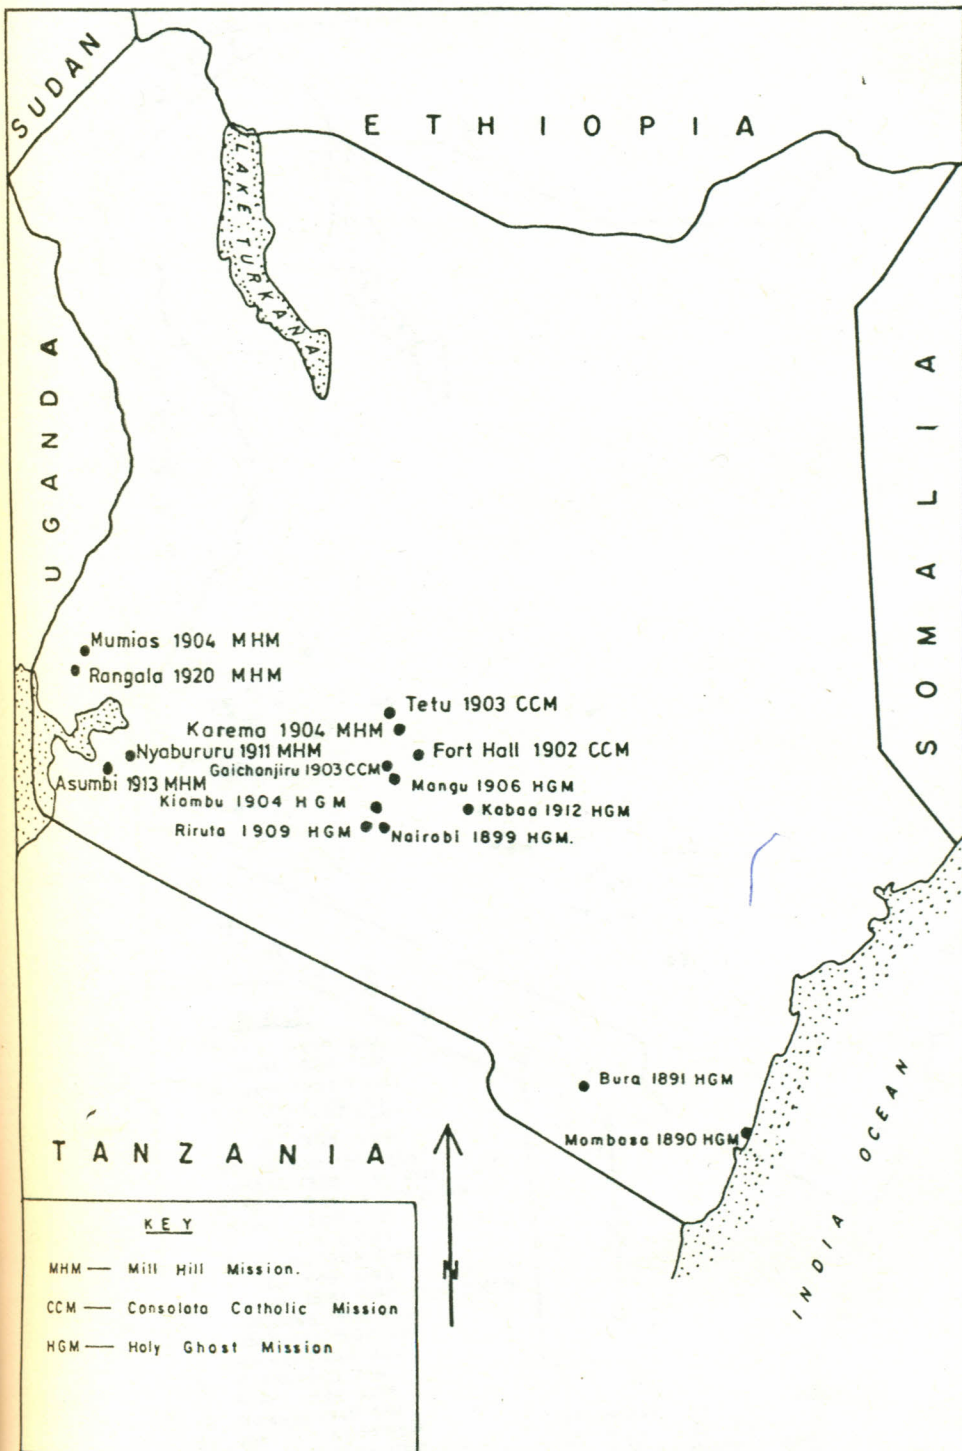 SUDAN
ETHIOPIA
LAKE TURKANA
UGANDA
SOMALIA
Mumias 1904 MHM
Rangala 1920 MHM
Tetu 1903 CCM
Karema 1904 MHM
Nyabururu 1911 MHM
Fort Hall 1902 CCM
Gaichanjiru 1903 CCM
Asumbi 1913 MHM
Mangu 1906 HGM
Kiambu 1904 HGM
Kabaa 1912 HGM
Riruta 1909 HGM
Nairobi 1899 HGM.
Bura 1891 HGM
Mombasa 1890 HGM
TANZANIA
INDIA OCEAN
N
KEY
MHM — Mill Hill Mission.
CCM — Consolata Catholic Mission
HGM — Holy Ghost Mission